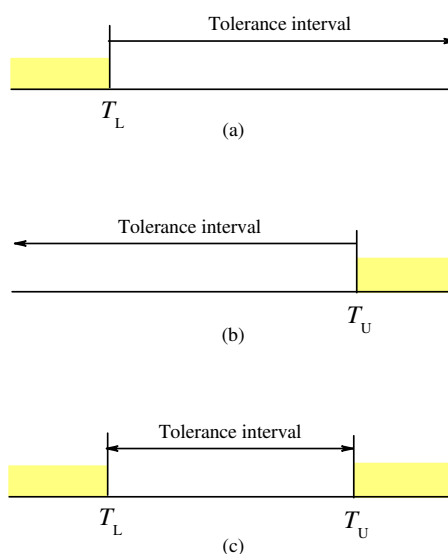 Tolerance interval
T_L
(a)
Tolerance interval
T_U
(b)
Tolerance interval
T_L T_U
(c)